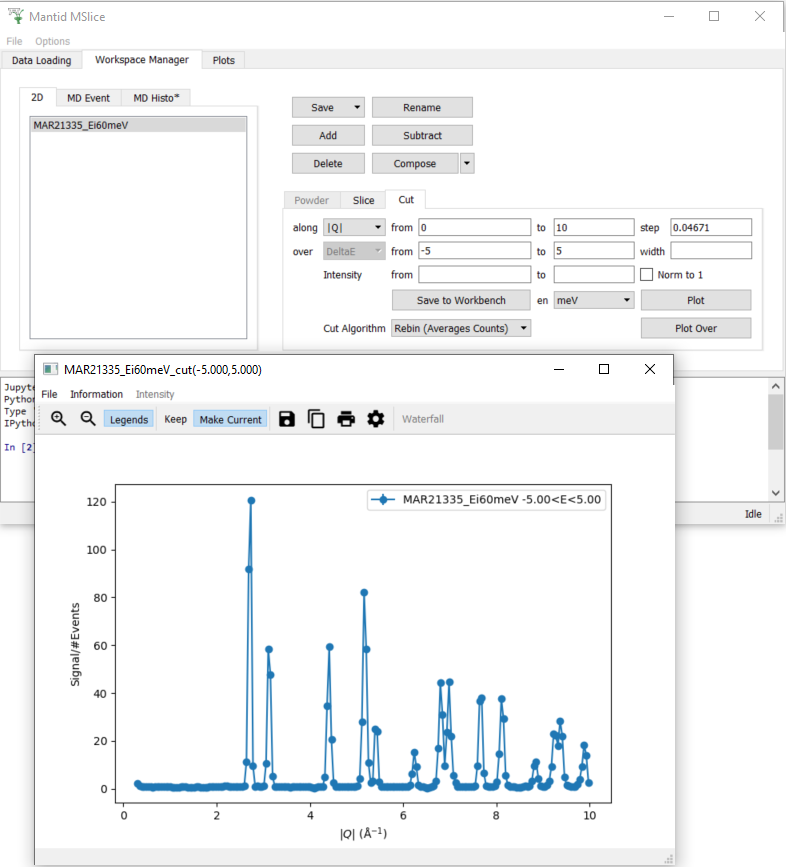 Mantid MSlice
File Options
Data Loading Workspace Manager Plots
2D MD Event MD Histo*
MAR21335_Ei60meV
Save Rename
Add Subtract
Delete Compose
Powder Slice Cut
along |Q| from 0 to 10 step 0.04671
over DeltaE from -5 to 5 width
Intensity from to Norm to 1
Save to Workbench en meV Plot
Cut Algorithm Rebin (Averages Counts) Plot Over
MAR21335_Ei60meV_cut(-5.000,5.000)
File Information Intensity
Legends Keep Make Current Waterfall
Jupyte
Python
Type
IPytho
In [2]
Idle
MAR21335_Ei60meV -5.00<E<5.00
Signal/#Events
120
100
80
60
40
20
0
0 2 4 6 8 10
|Q| (Å⁻¹)